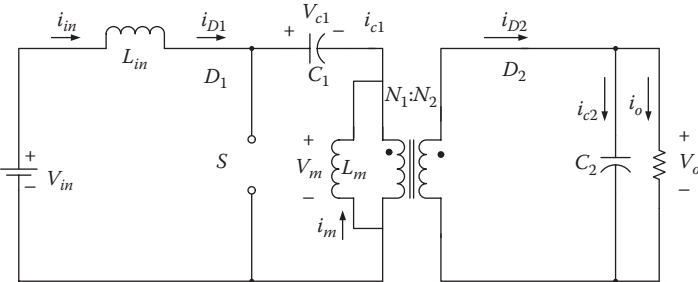 i_in
i_D1
V_c1
i_c1
i_D2
+ −
L_in
D_1
C_1
N_1:N_2
D_2
i_c2
i_o
S
+
V_m
−
L_m
i_m
+
V_in
−
C_2
+
V_o
−